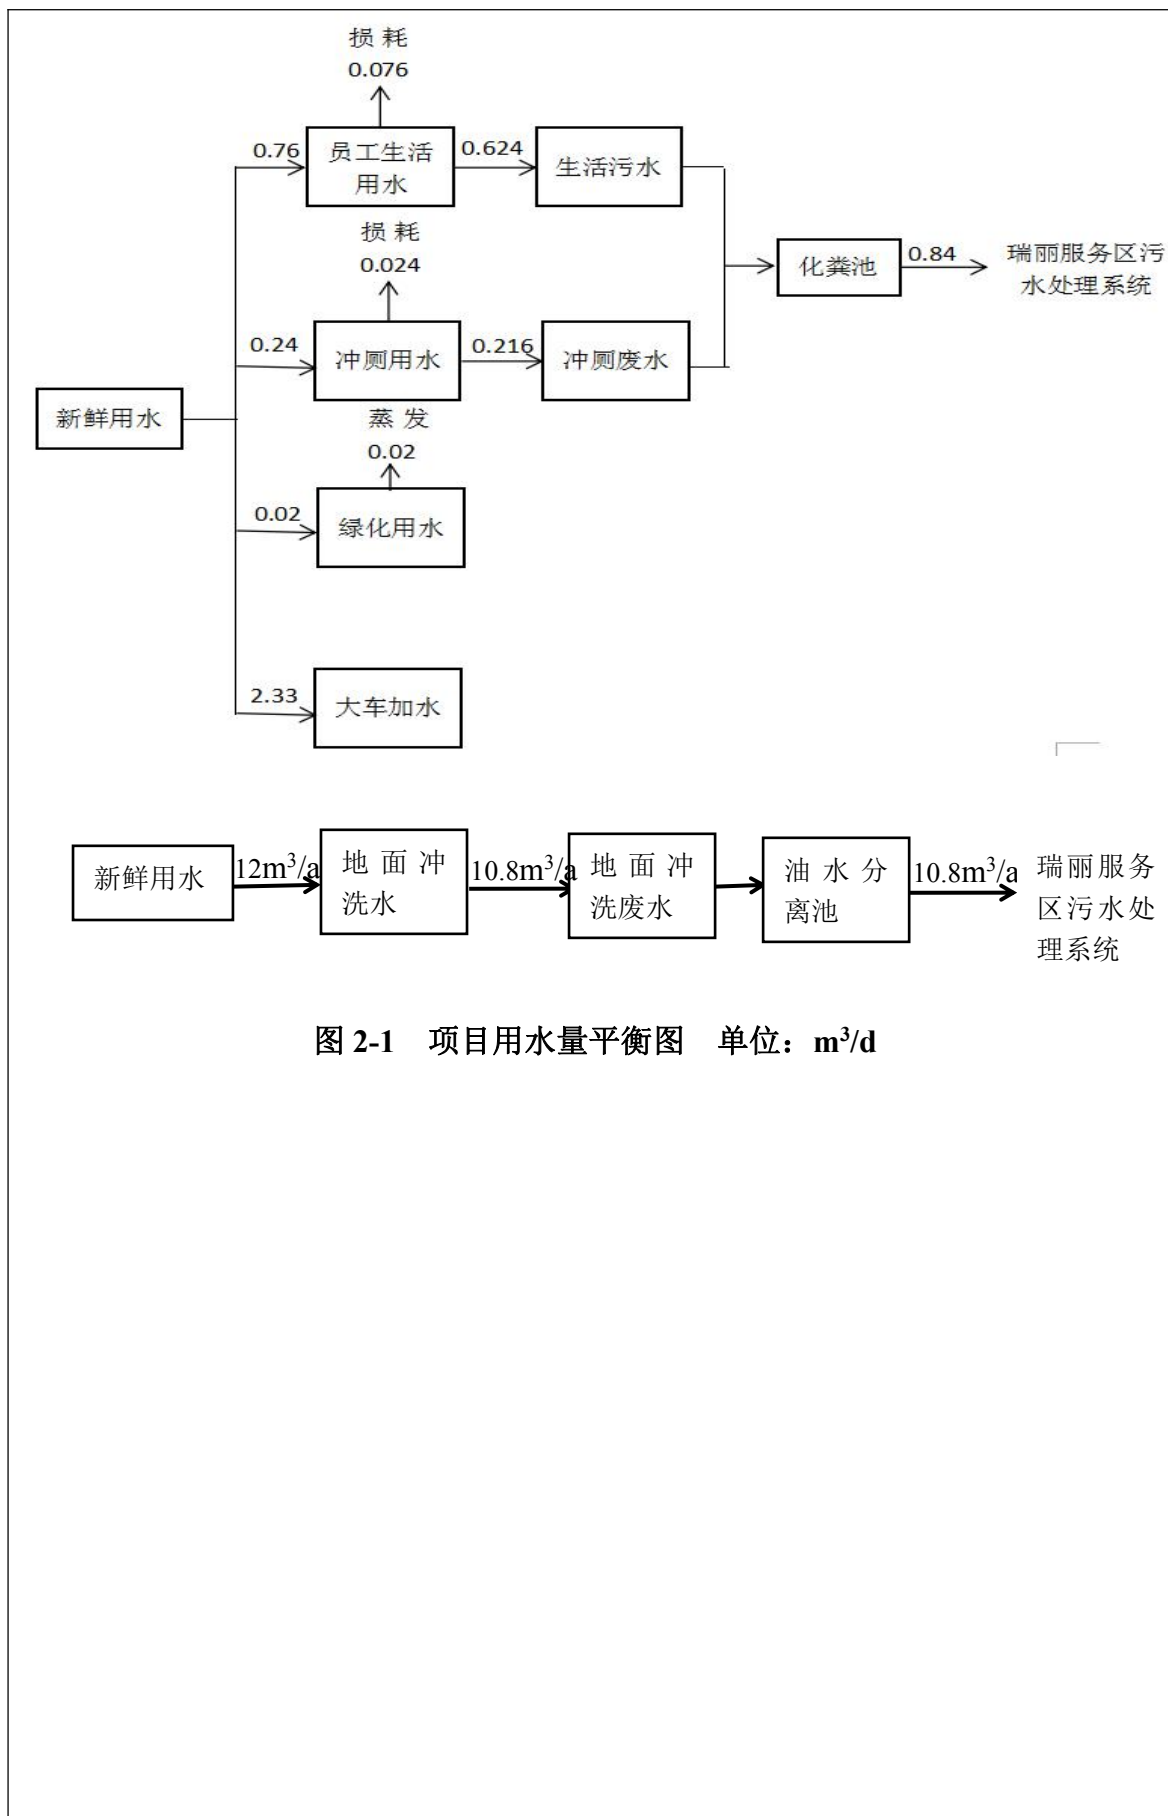 损 耗
0.076
0.76
员工生活
用水
0.624
生活污水
损 耗
0.024
化粪池
0.84
瑞丽服务区污
水处理系统
0.24
冲厕用水
0.216
冲厕废水
新鲜用水
蒸 发
0.02
0.02
绿化用水
2.33
大车加水
新鲜用水
12m³/a
地 面 冲
洗水
10.8m³/a
地 面 冲
洗废水
油 水 分
离池
10.8m³/a
瑞丽服务
区污水处
理系统
图 2-1 项目用水量平衡图 单位：m³/d